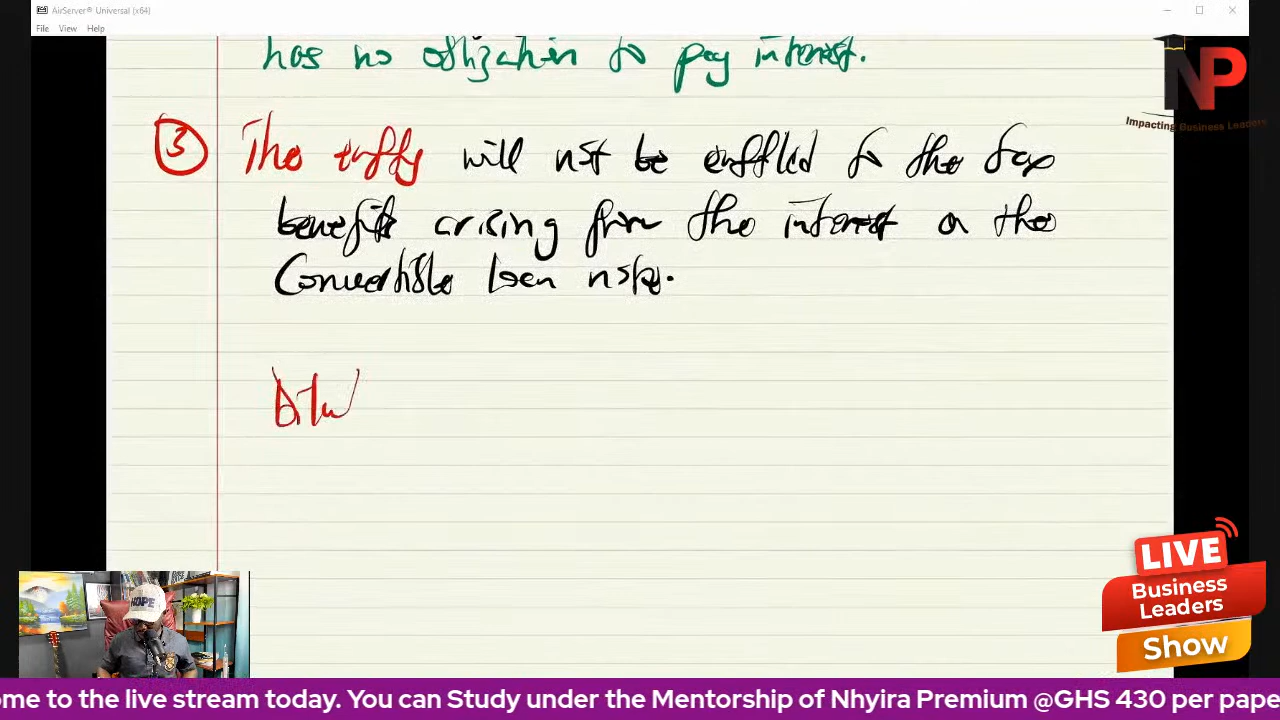 AirServer® Universal (x64)
File View Help
has no obligation to pay interest.
3 The entity will not be entitled to the tax
benefits arising from the interest on the
Convertible loan note.
NP
Impacting Business Leaders
HOPE
LIVE
Business
Leaders
Show
ome to the live stream today. You can Study under the Mentorship of Nhyira Premium @GHS 430 per pape